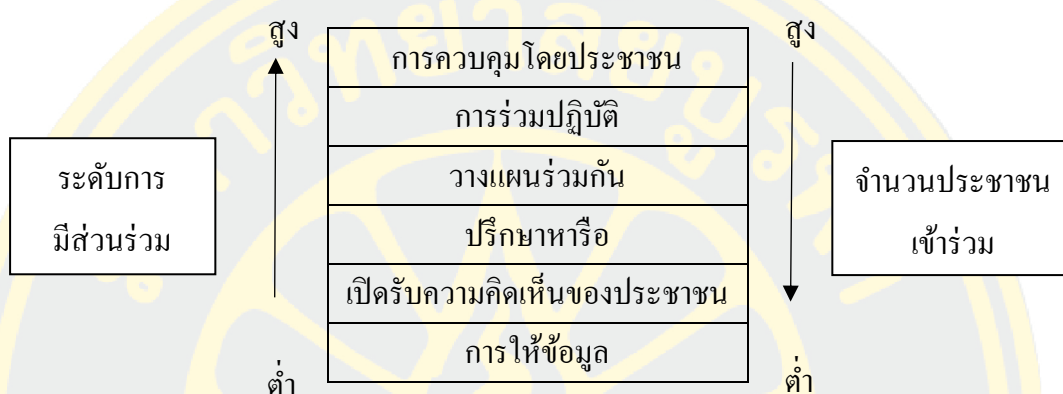 สูง
สูง
การควบคุมโดยประชาชน
การร่วมปฏิบัติ
วางแผนร่วมกัน
ปรึกษาหารือ
เปิดรับความคิดเห็นของประชาชน
การให้ข้อมูล
ระดับการ
มีส่วนร่วม
จำนวนประชาชน
เข้าร่วม
ต่ำ
ต่ำ